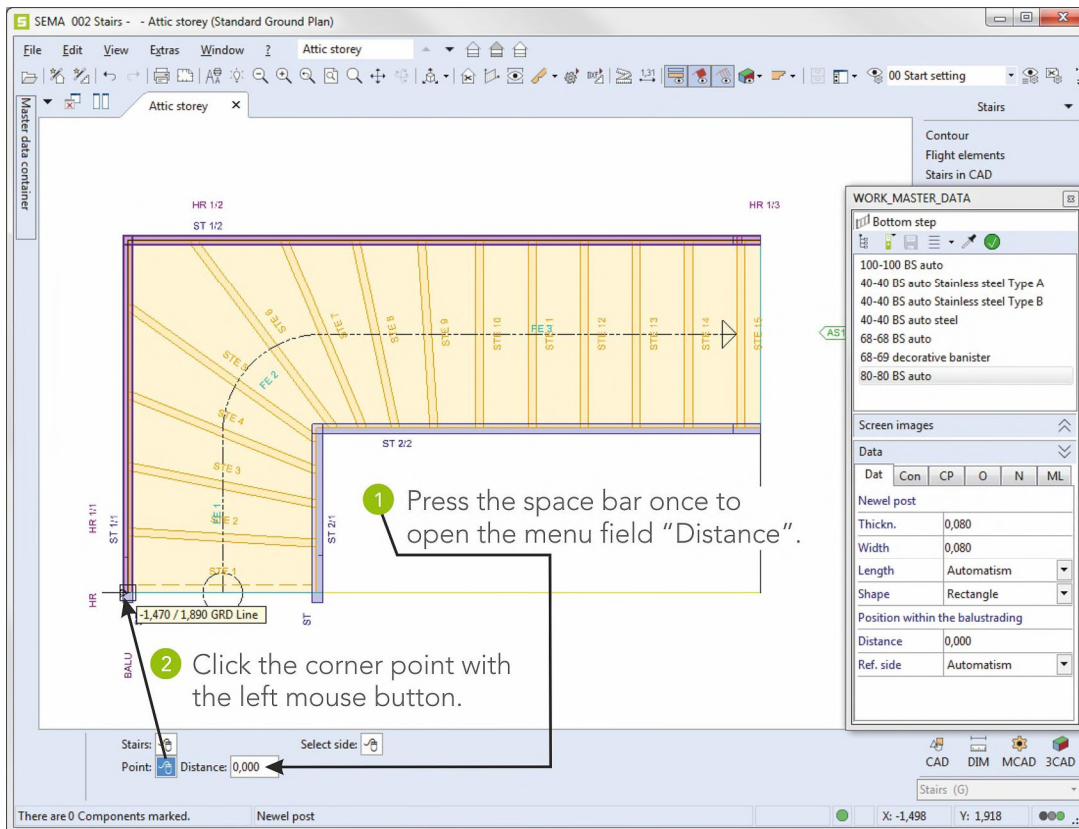 SEMA 002 Stairs - - Attic storey (Standard Ground Plan)
File Edit View Extras Window ? Attic storey
00 Start setting
Master data container
Attic storey
Stairs
Contour
Flight elements
Stairs in CAD
WORK_MASTER_DATA
Bottom step
100-100 BS auto
40-40 BS auto Stainless steel Type A
40-40 BS auto Stainless steel Type B
40-40 BS auto steel
68-68 BS auto
68-69 decorative banister
80-80 BS auto
Screen images
Data
Dat Con CP O N ML
Newel post
Thickn. 0,080
Width 0,080
Length Automatism
Shape Rectangle
Position within the balustrading
Distance 0,000
Ref. side Automatism
HR 1/2
HR 1/3
ST 1/2
STE 6
STE 7
STE 8
STE 9
STE 10
STE 12
STE 13
STE 14
STE 15
FE 3
AS1
STE 5
FE 2
STE 4
ST 2/2
STE 3
HR 1/1
ST 1/1
FE 1
STE 2
ST 2/1
STE 1
HR
-1,470 / 1,890 GRD Line
ST
BALU
1 Press the space bar once to
open the menu field “Distance”.
2 Click the corner point with
the left mouse button.
Stairs: Select side:
Point: Distance: 0,000
CAD DIM MCAD 3CAD
Stairs (G)
There are 0 Components marked. Newel post X: -1,498 Y: 1,918